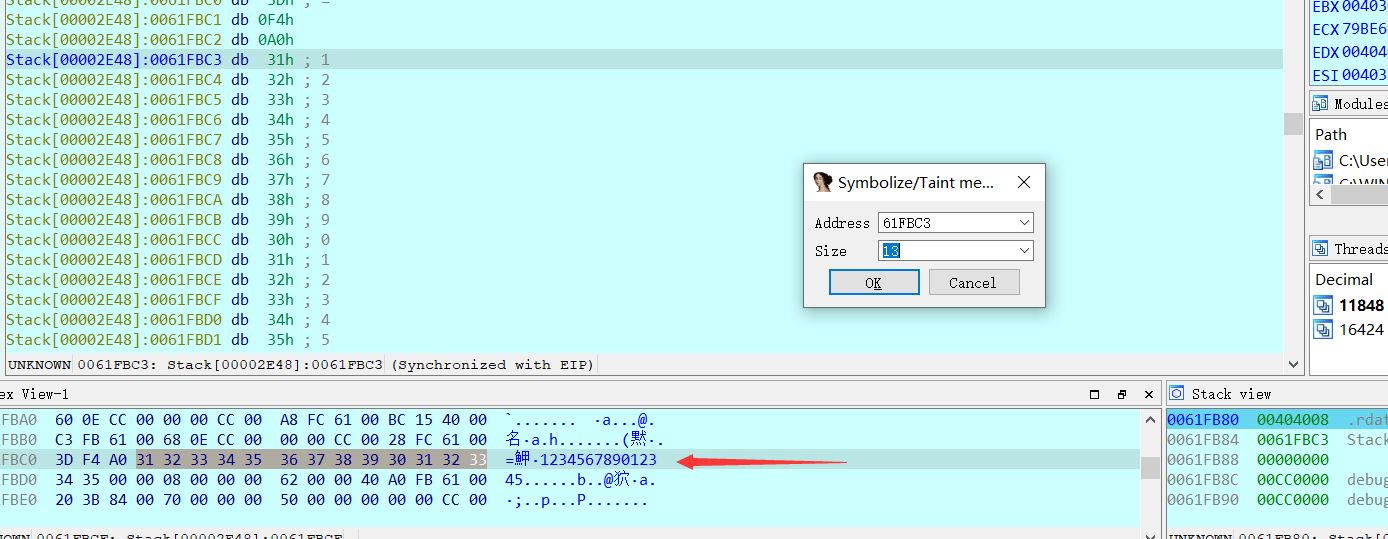 Stack[00002E48]:0061FBC0 db 3Dh ; =
Stack[00002E48]:0061FBC1 db 0F4h
Stack[00002E48]:0061FBC2 db 0A0h
Stack[00002E48]:0061FBC3 db 31h ; 1
Stack[00002E48]:0061FBC4 db 32h ; 2
Stack[00002E48]:0061FBC5 db 33h ; 3
Stack[00002E48]:0061FBC6 db 34h ; 4
Stack[00002E48]:0061FBC7 db 35h ; 5
Stack[00002E48]:0061FBC8 db 36h ; 6
Stack[00002E48]:0061FBC9 db 37h ; 7
Stack[00002E48]:0061FBCA db 38h ; 8
Stack[00002E48]:0061FBCB db 39h ; 9
Stack[00002E48]:0061FBCC db 30h ; 0
Stack[00002E48]:0061FBCD db 31h ; 1
Stack[00002E48]:0061FBCE db 32h ; 2
Stack[00002E48]:0061FBCF db 33h ; 3
Stack[00002E48]:0061FBD0 db 34h ; 4
Stack[00002E48]:0061FBD1 db 35h ; 5
UNKNOWN 0061FBC3: Stack[00002E48]:0061FBC3 (Synchronized with EIP)
Symbolize/Taint me...
Address 61FBC3
Size 13
OK Cancel
EBX 00403
ECX 79BE6
EDX 00404
ESI 00403
Modules
Path
C:\User
C:\WIN
Threads
Decimal
11848
16424
ex View-1
FBA0 60 0E CC 00 00 00 CC 00 A8 FC 61 00 BC 15 40 00 `....... ·a...@.
FBB0 C3 FB 61 00 68 0E CC 00 00 00 CC 00 28 FC 61 00 名·a.h.......(黙·.
FBC0 3D F4 A0 31 32 33 34 35 36 37 38 39 30 31 32 33 =·1234567890123
FBD0 34 35 00 00 08 00 00 00 62 00 00 40 A0 FB 61 00 45......b..@·a.
FBE0 20 3B 84 00 70 00 00 00 50 00 00 00 00 00 CC 00 ·;..p...P.......
Stack view
0061FB80 00404008 .rdat
0061FB84 0061FBC3 Stack
0061FB88 00000000
0061FB8C 00CC0000 debug
0061FB90 00CC0000 debug